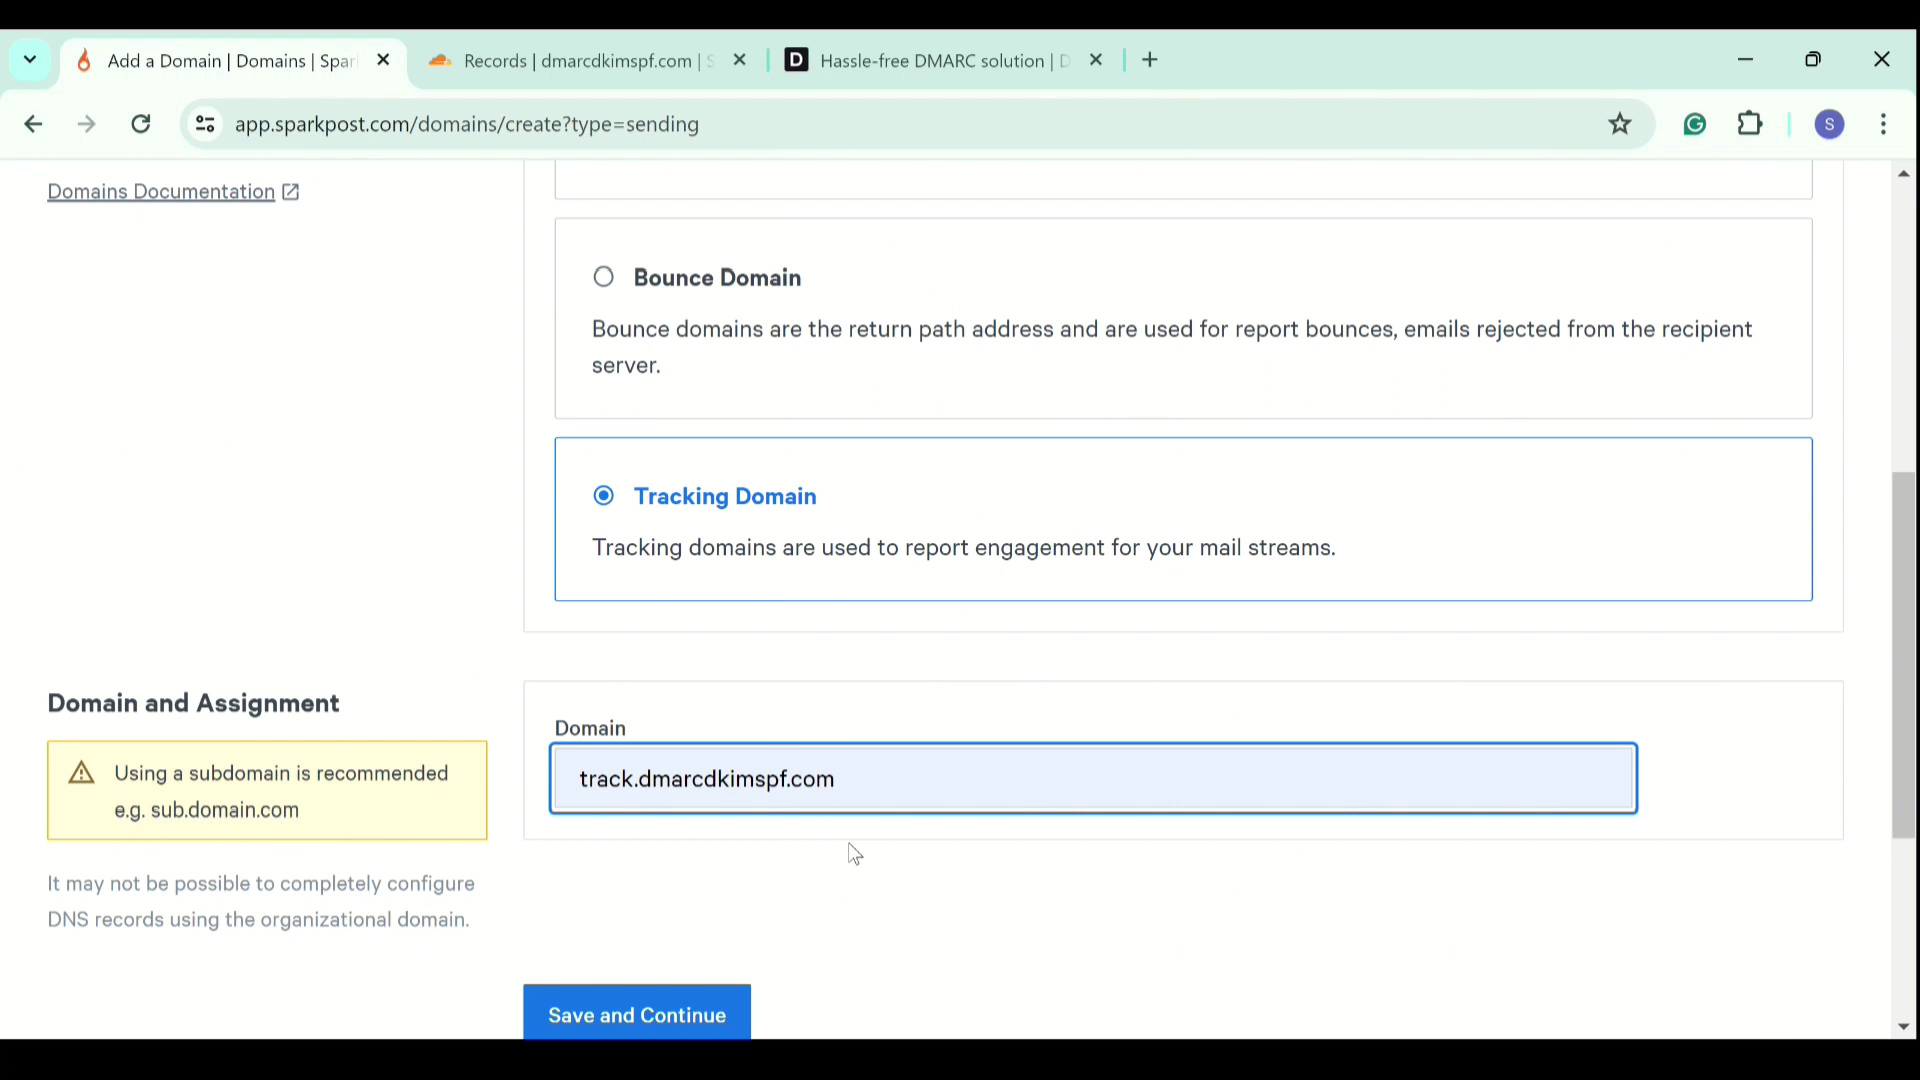 Add a Domain | Domains | Spar
Records | dmarcdkimspf.com | S
D
Hassle-free DMARC solution | D
app.sparkpost.com/domains/create?type=sending
S
Domains Documentation
Bounce Domain
Bounce domains are the return path address and are used for report bounces, emails rejected from the recipient
server.
Tracking Domain
Tracking domains are used to report engagement for your mail streams.
Domain and Assignment
Using a subdomain is recommended
e.g. sub.domain.com
It may not be possible to completely configure
DNS records using the organizational domain.
Domain
track.dmarcdkimspf.com
Save and Continue